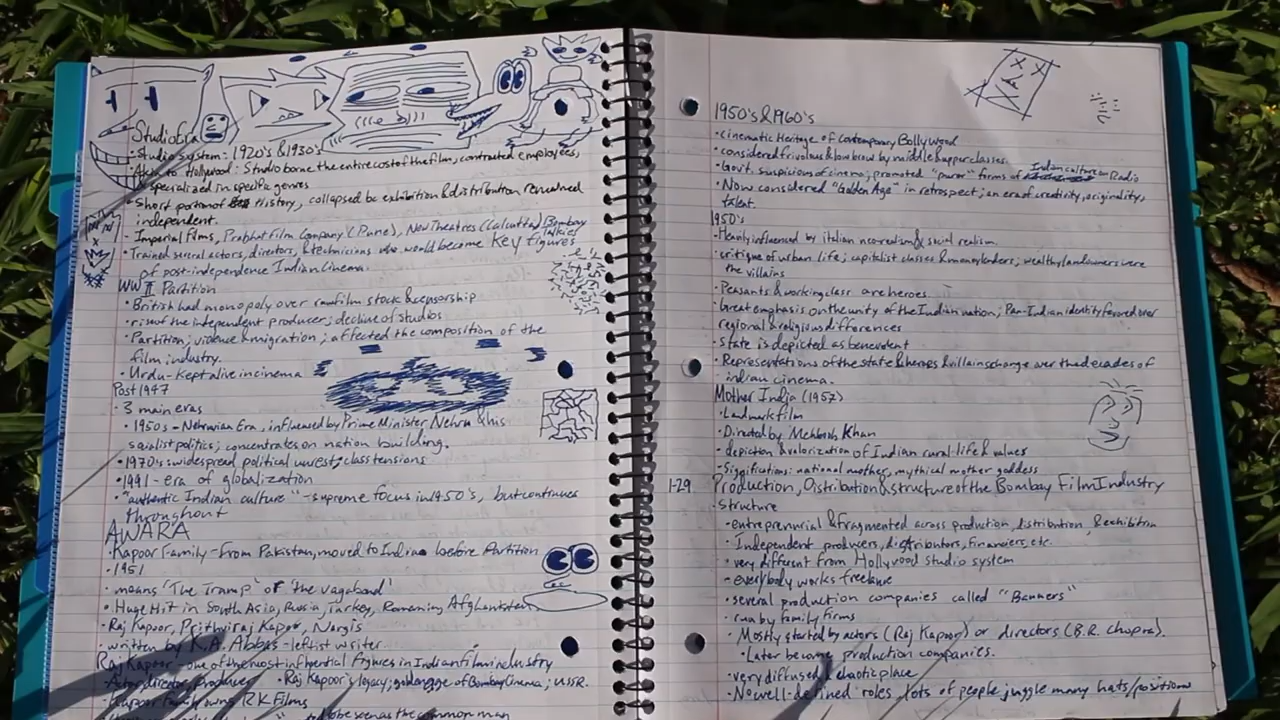 Studio Era
• Studio system: 1920's & 1930's
• Akin to Hollywood: Studio borne the entire cost of the film, contracted employees,
specialized in specific genres
• Short portion of History, collapsed bc exhibition & distribution remained
independent.
• Imperial Films, Prabhat Film Company (Pune), New Theatres (Calcutta) Bombay
Talkies
• Trained several actors, directors, & technicians who would become Key figures
of post-independence Indian Cinema.
WW II Partition
• British had monopoly over raw film stock & censorship
• rise of the independent producer; decline of studios
• Partition; violence & migration; affected the composition of the
film industry.
• Urdu - kept alive in cinema
Post 1947
• 3 main eras
• 1950s - Nehruvian Era, influenced by Prime Minister Nehru & his
socialist politics; concentrates on nation building.
• 1970's widespread political unrest, class tensions
• 1991 - era of globalization
• "authentic Indian culture" - supreme focus in 1950's, but continues
throughout
AWARA
• Kapoor Family - from Pakistan, moved to India before Partition
• 1951
• means 'The Tramp' or 'the vagabond'
• Huge Hit in South Asia, Russia, Turkey, Afghanistan
• Raj Kapoor, Prithviraj Kapoor, Nargis
• written by K.A. Abbas - leftist writer
Raj Kapoor - one of the most influential figures in Indian film industry
Actor, director, producer • Raj Kapoor's legacy; golden age of Bombay Cinema; USSR.
Kapoor family RK Films
seen as the common man
1950's & 1960's
• cinematic Heritage of contemporary Bollywood
• considered frivolous & low brow by middle & upper classes
• Govt. suspicious of cinema; promoted "purer" forms of Indian culture on Radio
• Now considered "Golden Age" in retrospect; an era of creativity, originality,
talent.
1950's
• Heavily influenced by italian neo-realism & social realism.
• critique of urban life; capitalist classes & moneylenders; wealthy landowners were
the villains
• Peasants & working class are heroes.
• Great emphasis on the unity of the Indian nation; Pan-Indian identity favored over
regional & religious differences
• State is depicted as benevolent
• Representations of the state & heroes & villains change over the decades of
indian cinema.
Mother India (1957)
• Landmark film
• Directed by Mehboob Khan
• depiction & valorization of Indian rural life & values
• Significations: national mother, mythical mother goddess
1-29 Production, Distribution & structure of the Bombay Film Industry
• Structure
• entreprenurial & fragmented across production, distribution, & exhibition
• Independent producers, distributors, financiers, etc.
• very different from Hollywood studio system
• everybody works freelance
• several production companies called "Banners"
• run by family firms
• Mostly started by actors (Raj Kapoor) or directors (B.R. Chopra).
• Later become production companies.
• very diffused & chaotic place
• No well-defined roles lots of people juggle many hats/positions